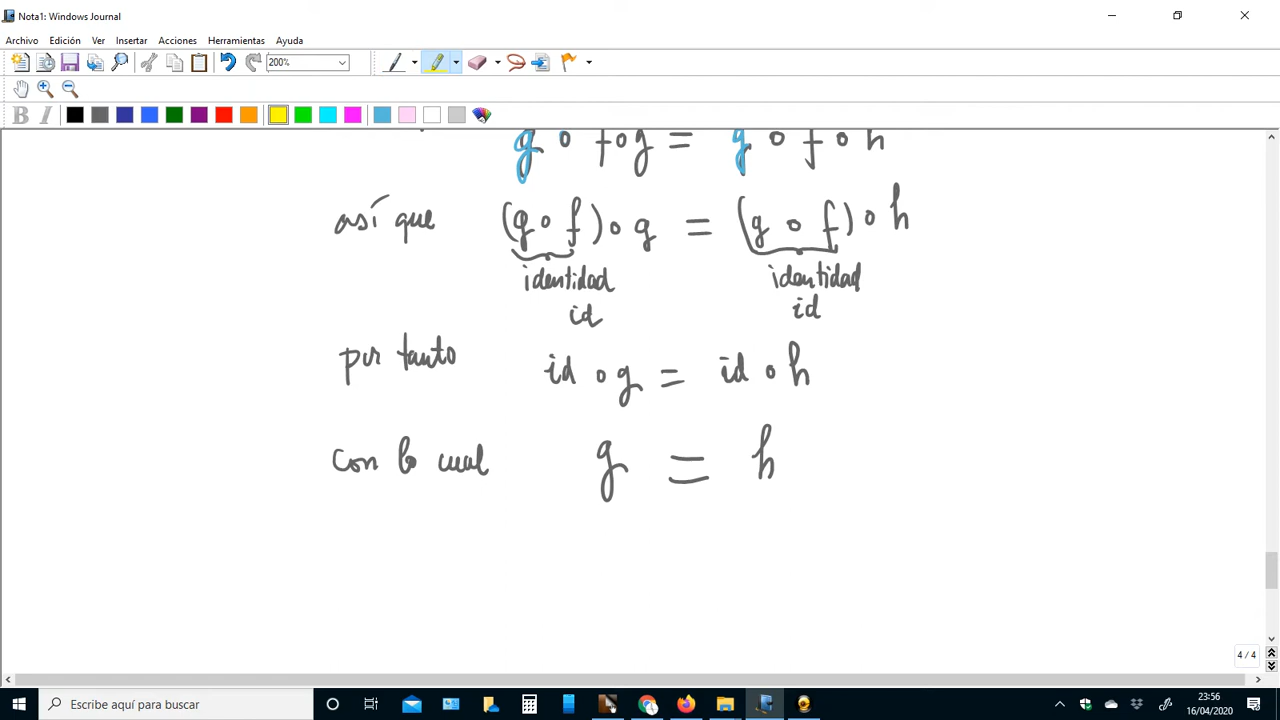 Nota1: Windows Journal
Archivo Edición Ver Insertar Acciones Herramientas Ayuda
200%
B I
g o f o g = g o f o h
así que (g o f) o g = (g o f) o h
identidad identidad
id id
por tanto id o g = id o h
con lo cual g = h
4/4
Escribe aquí para buscar
23:56
16/04/2020